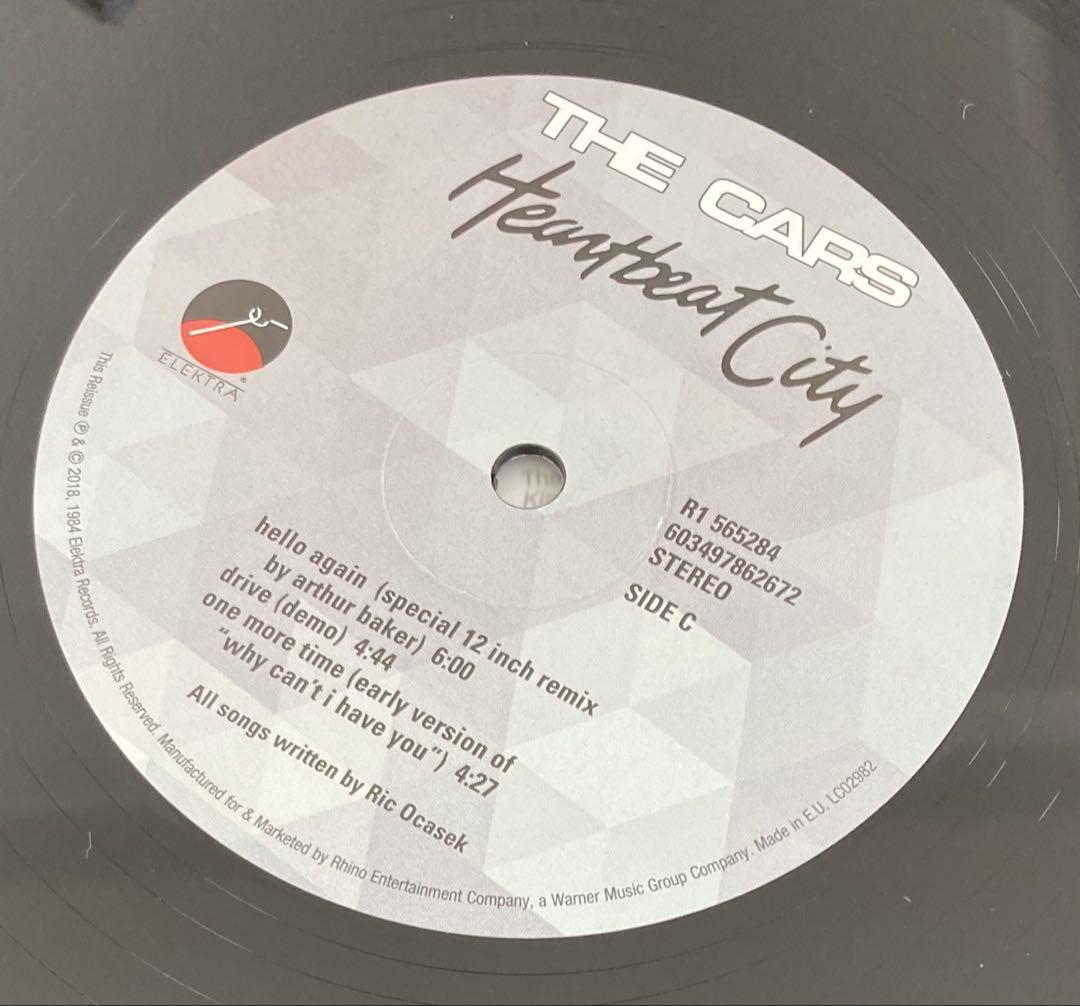 THE CARS
Heartbeat City
ELEKTRA®
R1 565284
603497862672
STEREO
SIDE C
hello again (special 12 inch remix
by arthur baker) 6:00
drive (demo) 4:44
one more time (early version of
"why can't i have you") 4:27
All songs written by Ric Ocasek
This Reissue ℗ & © 2018, 1984 Elektra Records. All Rights Reserved. Manufactured for & Marketed by Rhino Entertainment Company, a Warner Music Group Company. Made in E.U. LC02982